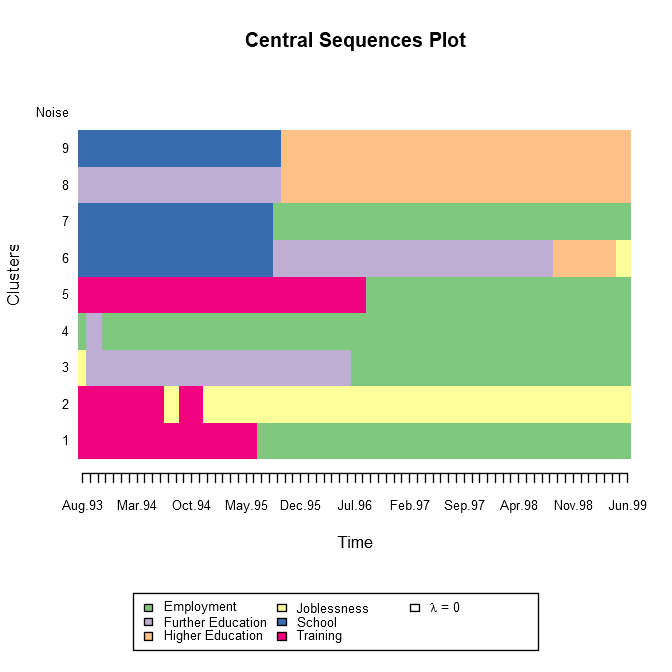 Central Sequences Plot
Noise
9
8
7
6
5
4
3
2
1
Clusters
Aug.93 Mar.94 Oct.94 May.95 Dec.95 Jul.96 Feb.97 Sep.97 Apr.98 Nov.98 Jun.99
Time
Employment Joblessness λ = 0
Further Education School
Higher Education Training